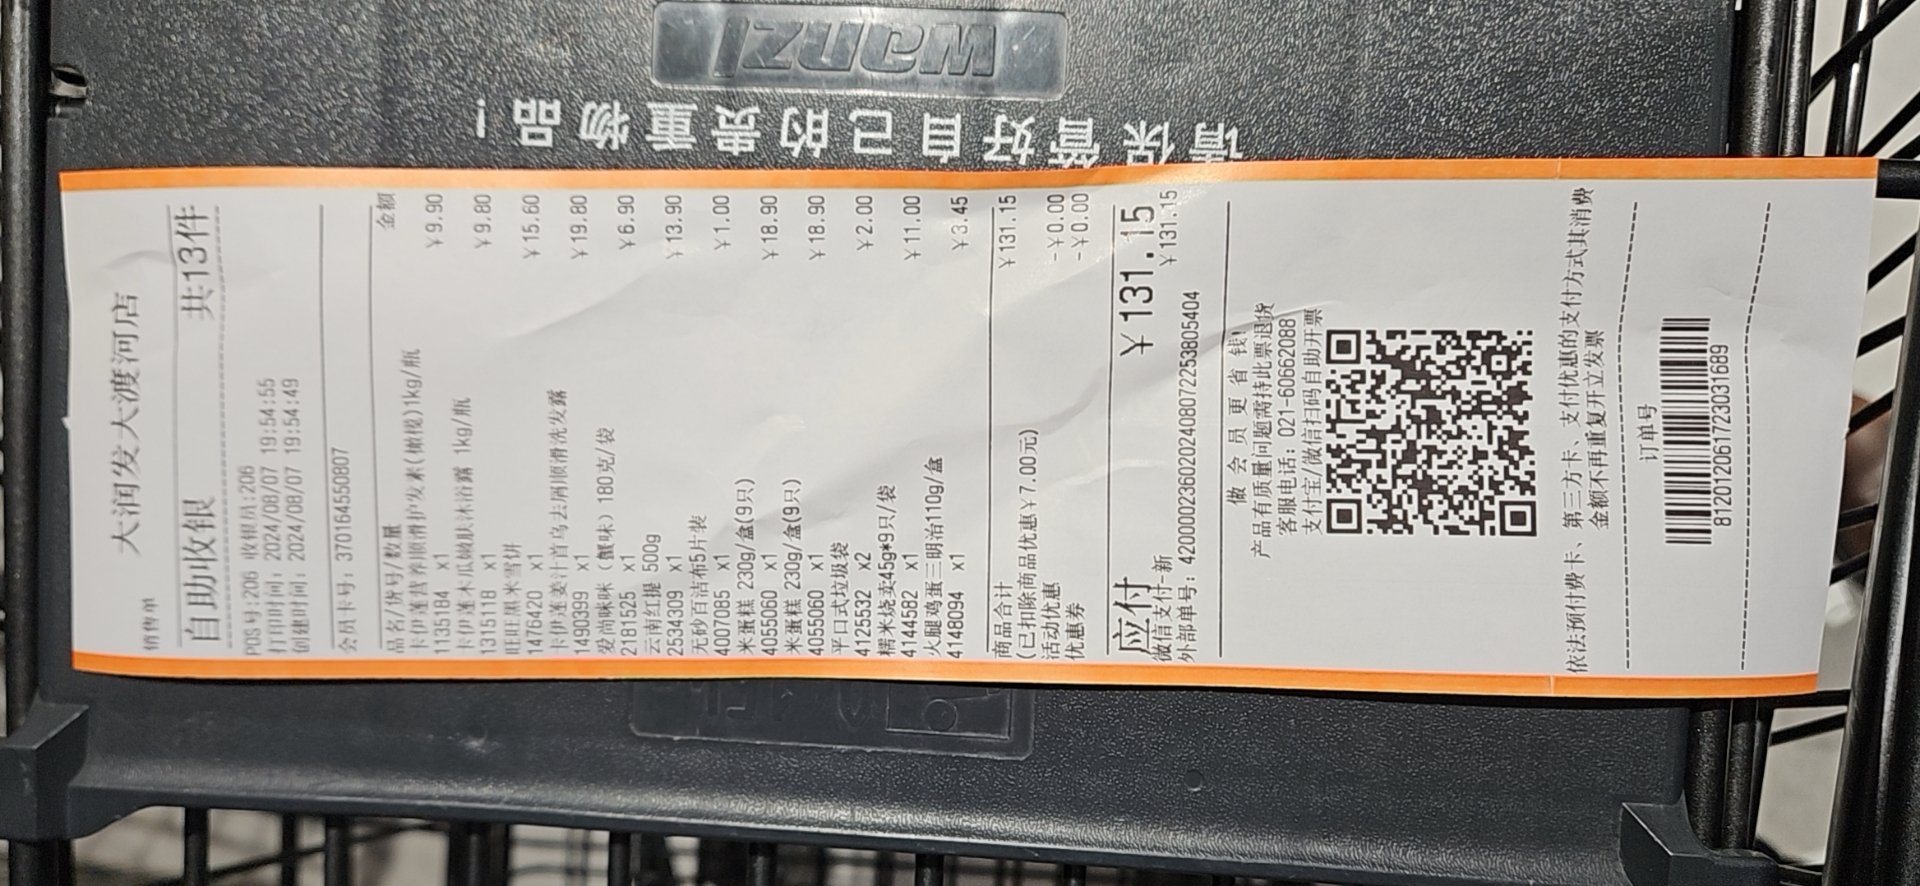 wanzl
请保管好自己的贵重物品！
大润发大渡河店
销售单
自助收银 共13件
POS号:206 收银员:206
打印时间: 2024/08/07 19:54:55
创建时间: 2024/08/07 19:54:49
会员卡号: 3701645508​07
品名/货号/数量 金额
卡伊莲营养顺滑护发米(橄榄)1kg/瓶
1135184 x1 ￥9.90
卡伊莲木瓜嫩肤沐浴露 1kg/瓶
1315118 x1 ￥9.80
旺旺黑米雪饼
1476420 x1 ￥15.60
卡伊莲姜汁首乌去屑顺滑洗发露
1490399 x1 ￥19.80
爱尚咪咪（蟹味）180克/袋
2181525 x1 ￥6.90
云南红提 500g
2534309 x1 ￥13.90
无砂百洁布5片装
4007085 x1 ￥1.00
米蛋糕 230g/盒(9只)
4055060 x1 ￥18.90
米蛋糕 230g/盒(9只)
4055060 x1 ￥18.90
平口式垃圾袋
4125532 x2 ￥2.00
糯米烧卖45g*9只/袋
4144582 x1 ￥11.00
火腿鸡蛋三明治110g/盒
4148094 x1 ￥3.45
商品合计 ￥131.15
(已扣除商品优惠￥7.00元)
活动优惠 -￥0.00
优惠券 -￥0.00
应付 ￥131.15
微信支付-新 ￥131.15
外部单号: 4200002360202408072253805404
做 会 员 更 省 钱!
产品有质量问题需持此票退货
客服电话: 021-60662088
支付宝/微信扫码自助开票
依法预付费卡、第三方卡、支付优惠的支付方式其消费
金额不再重复开立发票
订单号
812012061723031689